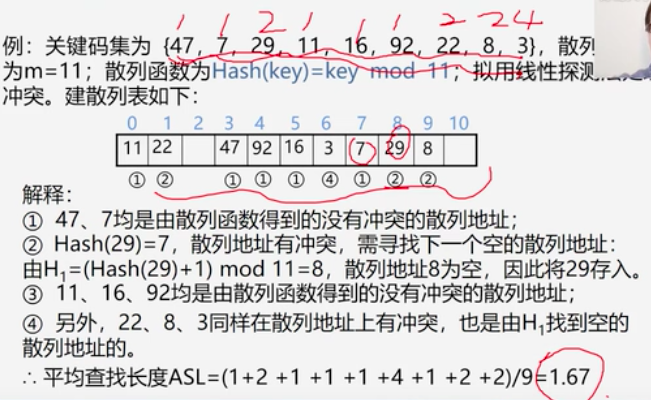 1 1 2 1 1 1 2 2 4
例：关键码集为 {47, 7, 29, 11, 16, 92, 22, 8, 3}，散列
为m=11；散列函数为Hash(key)=key mod 11；拟用线性探测法
冲突。建散列表如下：
0 1 2 3 4 5 6 7 8 9 10
11 22 47 92 16 3 7 29 8
① ② ① ① ① ④ ① ② ②
解释：
① 47、7均是由散列函数得到的没有冲突的散列地址；
② Hash(29)=7，散列地址有冲突，需寻找下一个空的散列地址：
由H₁=(Hash(29)+1) mod 11=8，散列地址8为空，因此将29存入。
③ 11、16、92均是由散列函数得到的没有冲突的散列地址；
④ 另外，22、8、3同样在散列地址上有冲突，也是由H₁找到空的
散列地址的。
∴ 平均查找长度ASL=(1+2 +1 +1 +1 +4 +1 +2 +2)/9=1.67